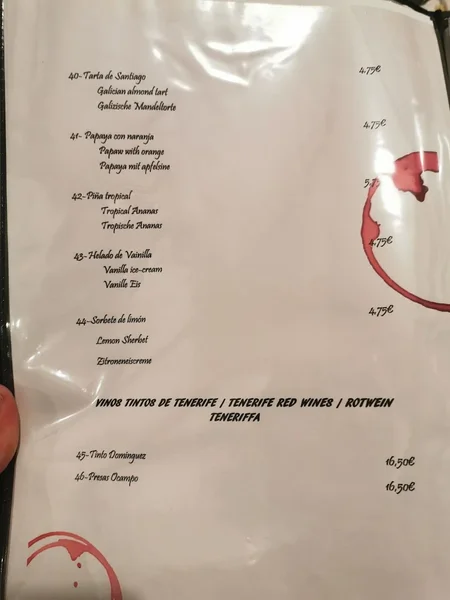 40-Tarta de Santiago 4.75€
Galician almond tart
Galizische Mandeltorte
41- Papaya con naranja 4.75€
Papaw with orange
Papaya mit apfelsine
42-Piña tropical 5,75
Tropical Ananas
Tropische Ananas
43-Helado de Vainilla 4.75€
Vanilla ice-cream
Vanille Eis
44-Sorbete de limón 4.75€
Lemon Sherbet
Zitroneneiscreme
VINOS TINTOS DE TENERIFE / TENERIFE RED WINES / ROTWEIN
TENERIFFA
45-Tinto Dominguez 16,50€
46-Presas Ocampo 16,50€